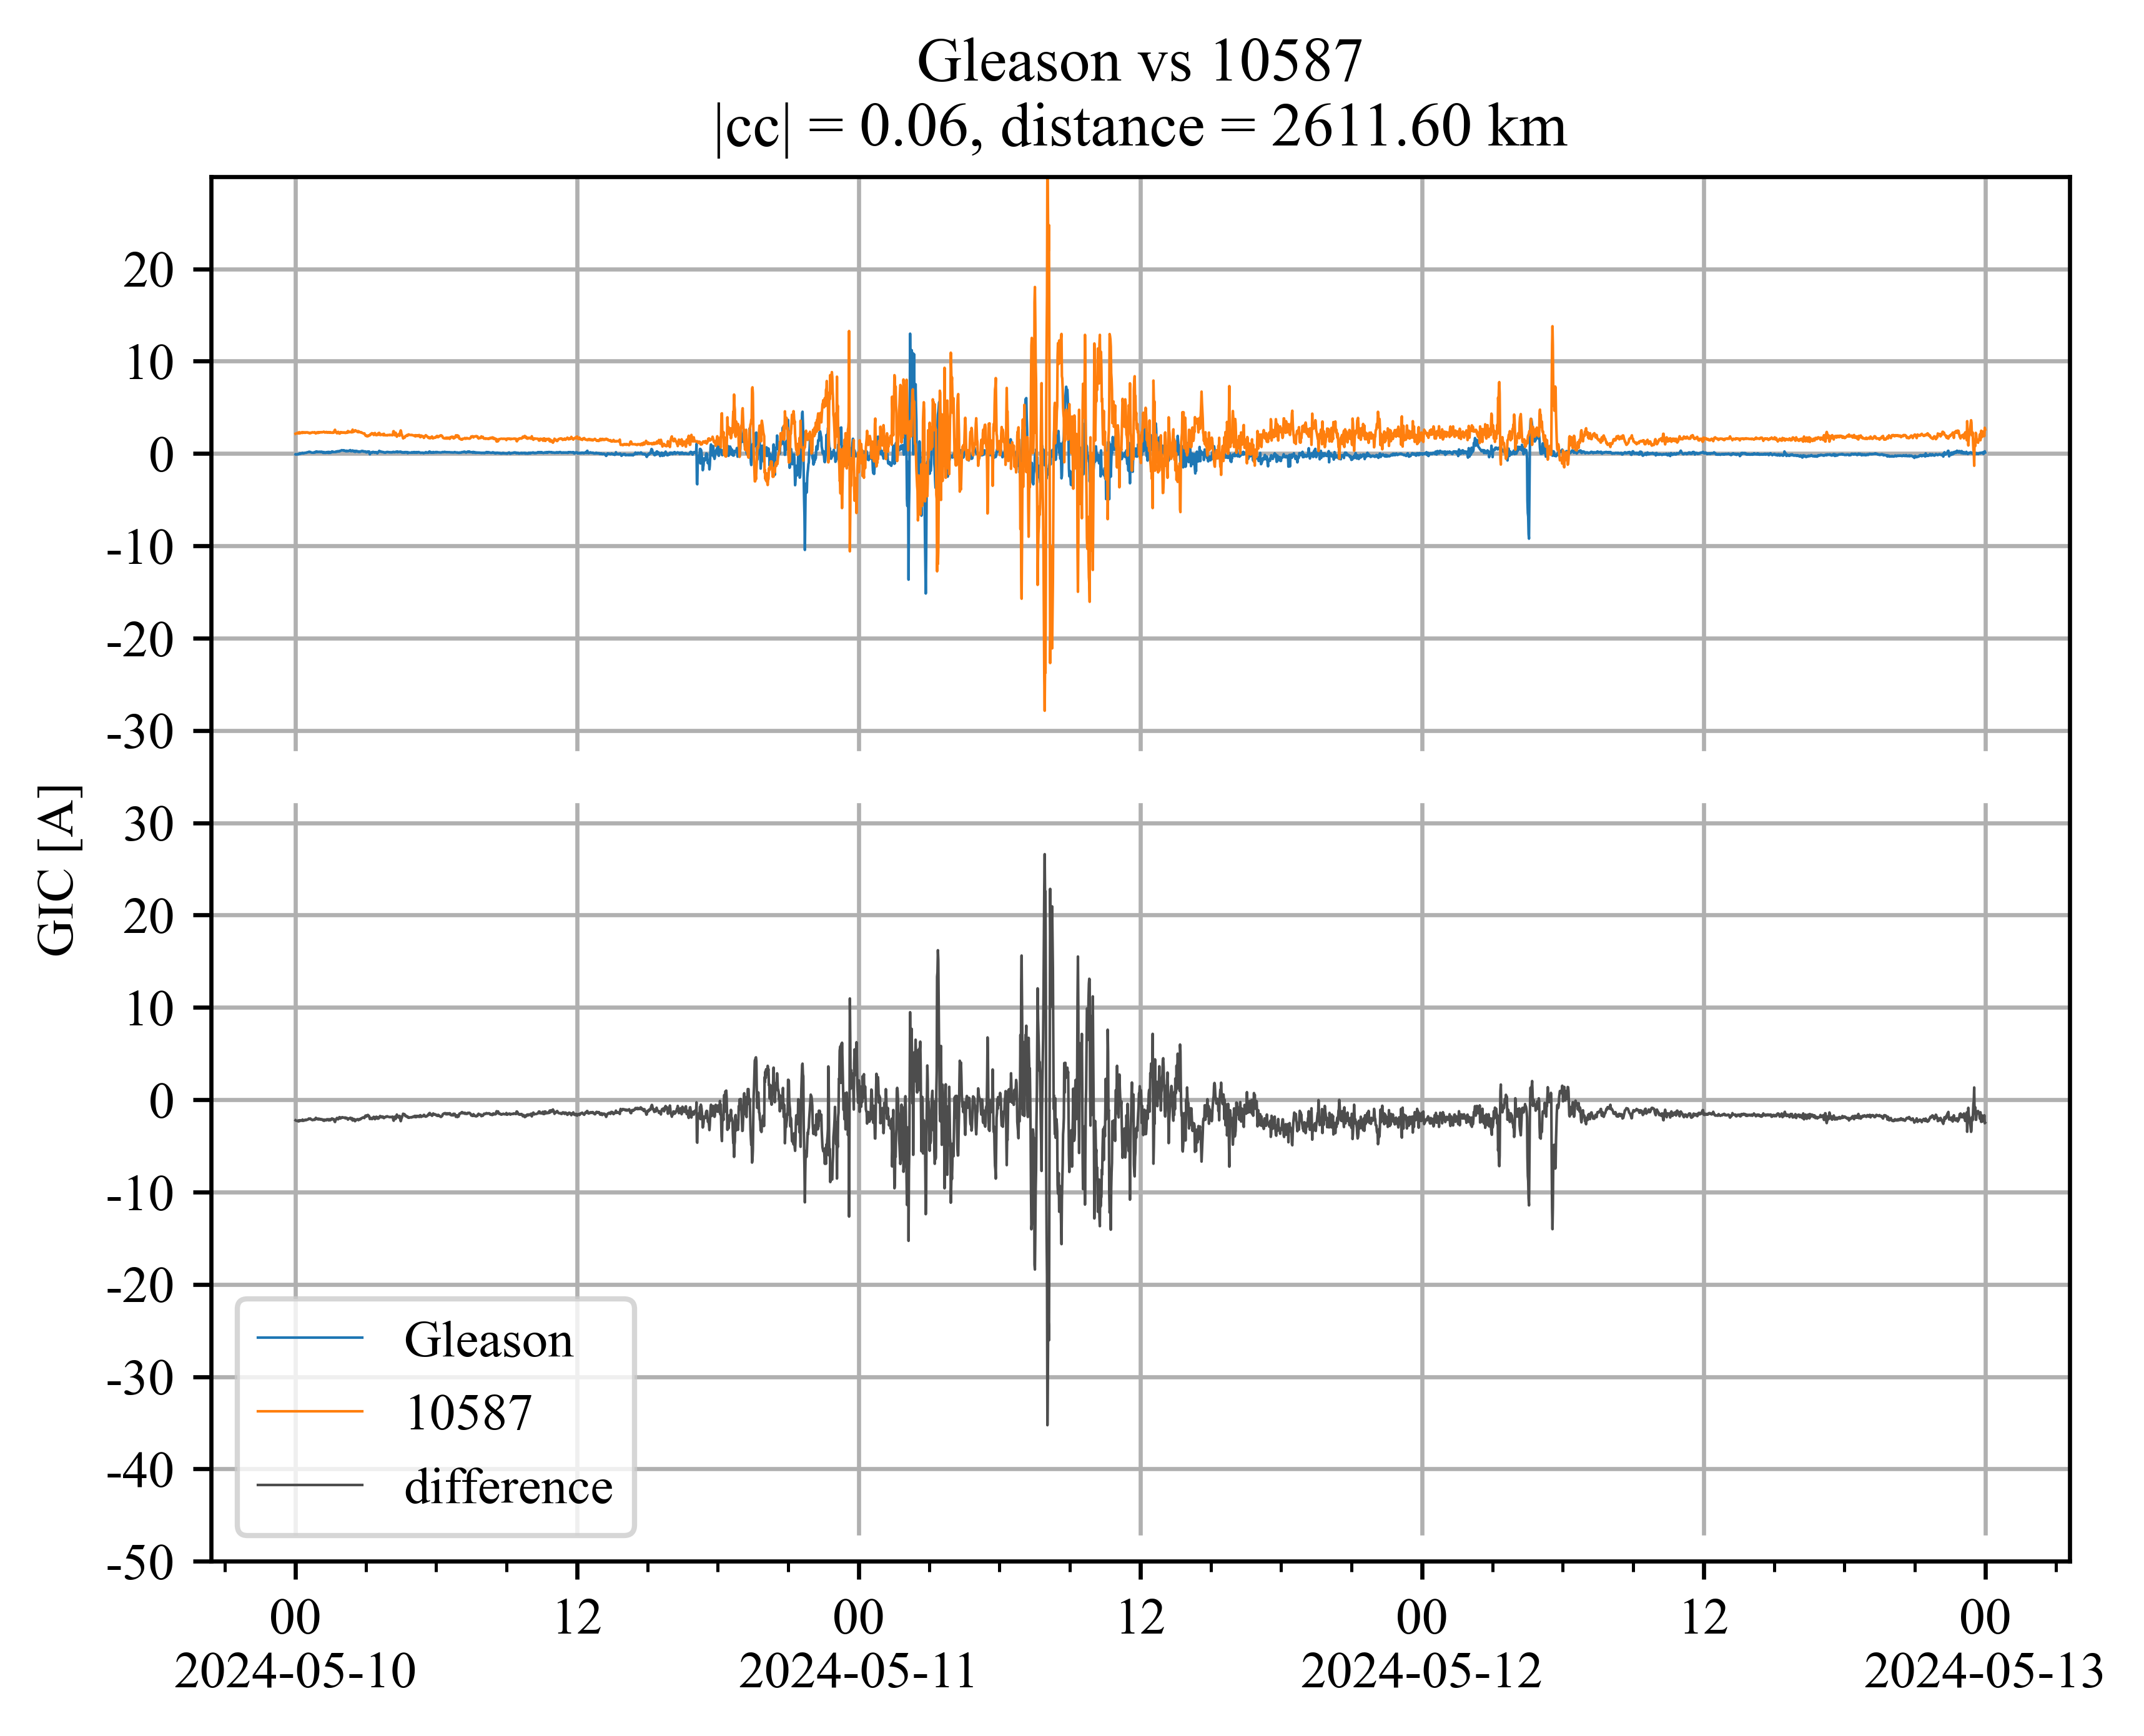 Gleason vs 10587
|cc| = 0.06, distance = 2611.60 km
20
10
0
-10
-20
-30
GIC [A]
30
20
10
0
-10
-20
-30
-40
-50
Gleason
10587
difference
00 12 00 12 00 12 00
2024-05-10 2024-05-11 2024-05-12 2024-05-13